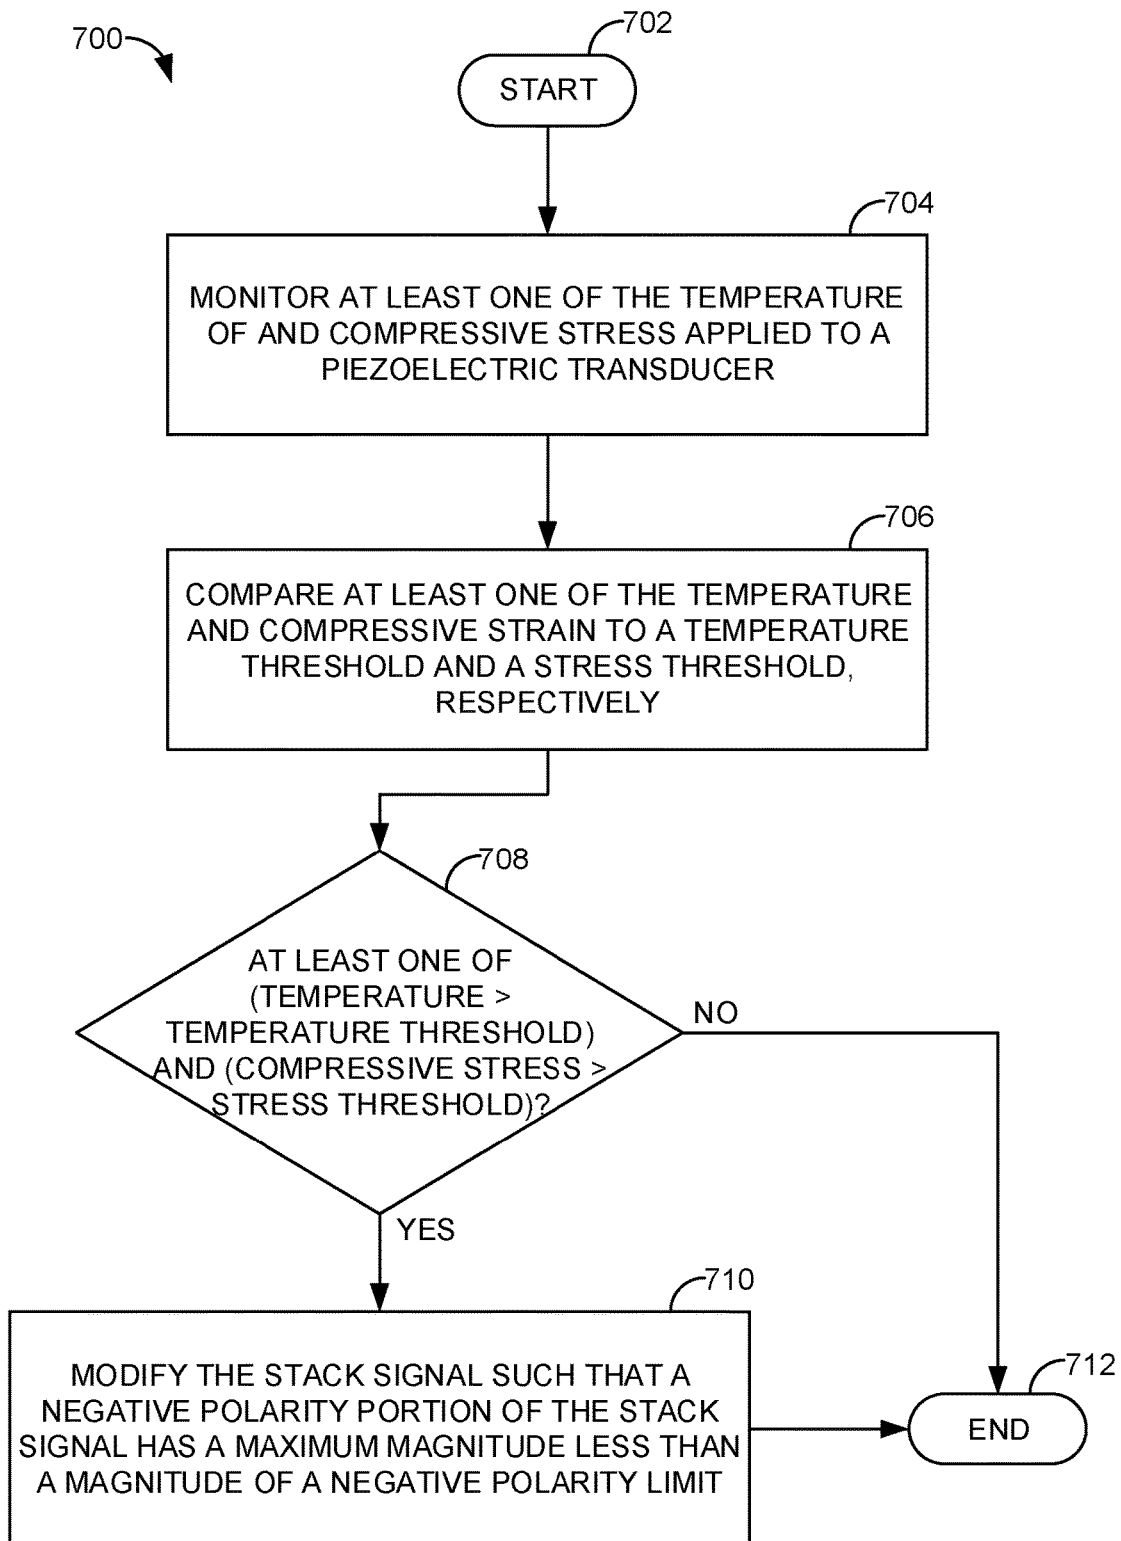 700
702
START
704
MONITOR AT LEAST ONE OF THE TEMPERATURE
OF AND COMPRESSIVE STRESS APPLIED TO A
PIEZOELECTRIC TRANSDUCER
706
COMPARE AT LEAST ONE OF THE TEMPERATURE
AND COMPRESSIVE STRAIN TO A TEMPERATURE
THRESHOLD AND A STRESS THRESHOLD,
RESPECTIVELY
708
AT LEAST ONE OF
(TEMPERATURE >
TEMPERATURE THRESHOLD)
AND (COMPRESSIVE STRESS >
STRESS THRESHOLD)?
NO
YES
710
MODIFY THE STACK SIGNAL SUCH THAT A
NEGATIVE POLARITY PORTION OF THE STACK
SIGNAL HAS A MAXIMUM MAGNITUDE LESS THAN
A MAGNITUDE OF A NEGATIVE POLARITY LIMIT
712
END